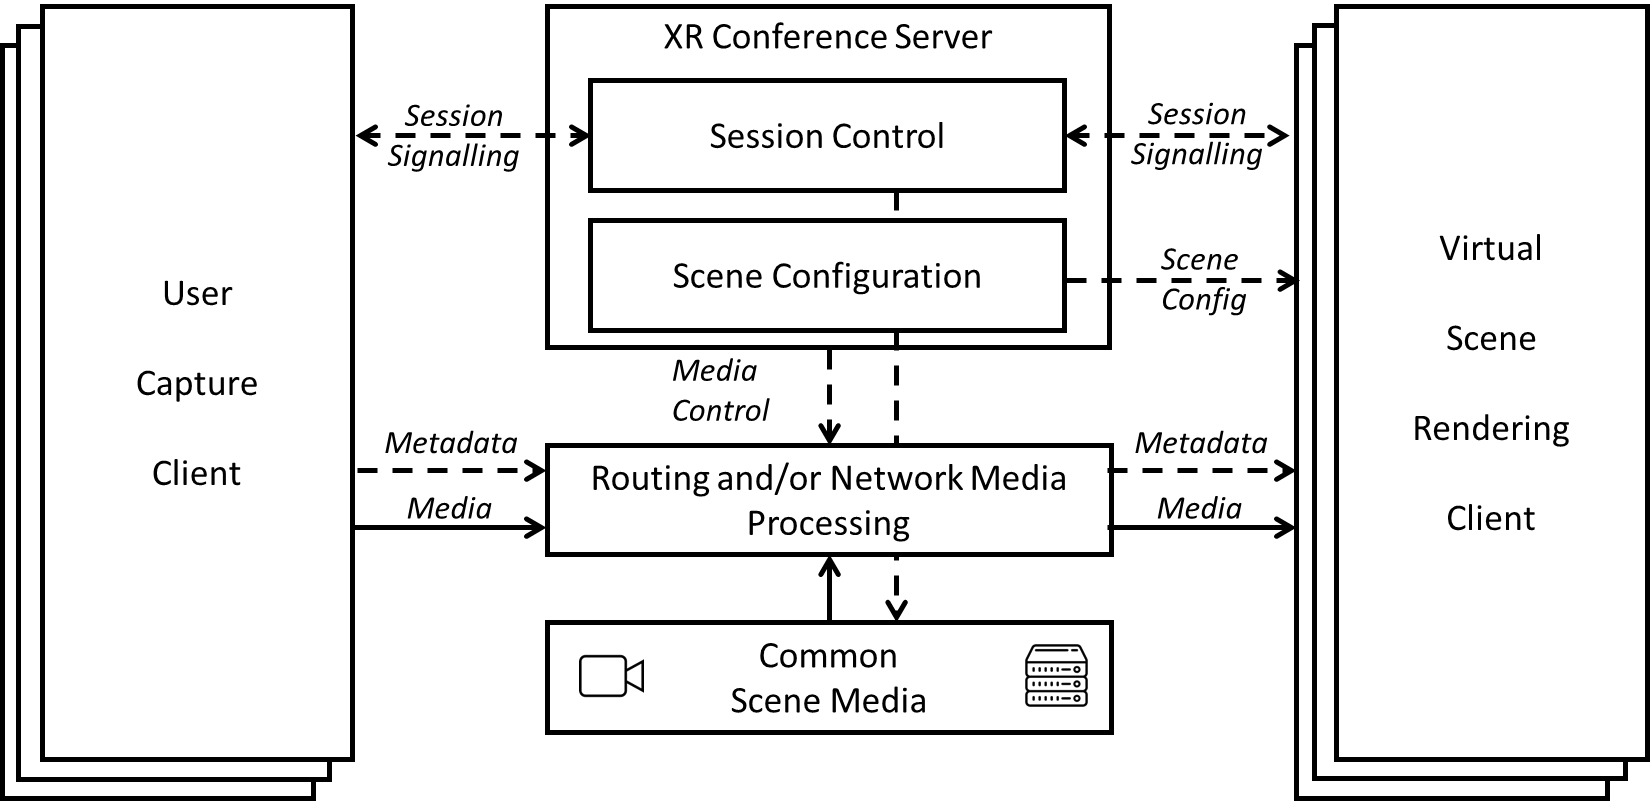 XR Conference Server
Session
Signalling
Session Control
Session
Signalling
Scene Configuration
Scene
Config
User
Capture
Client
Virtual
Scene
Rendering
Client
Media
Control
Metadata
Media
Routing and/or Network Media
Processing
Metadata
Media
Common
Scene Media